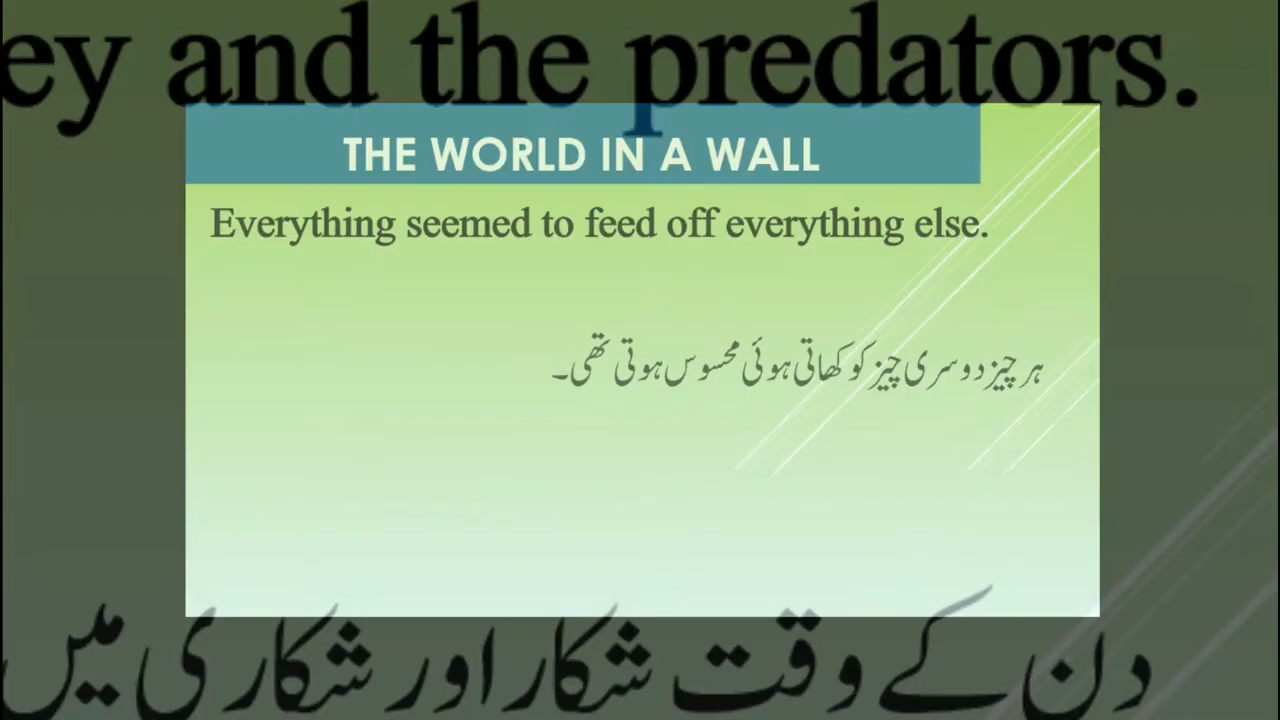 ey and the predators.
THE WORLD IN A WALL
Everything seemed to feed off everything else.
ہر چیز دوسری چیز کو کھاتی ہوئی محسوس ہوتی تھی۔
دن کے وقت شکار اور شکاری میں